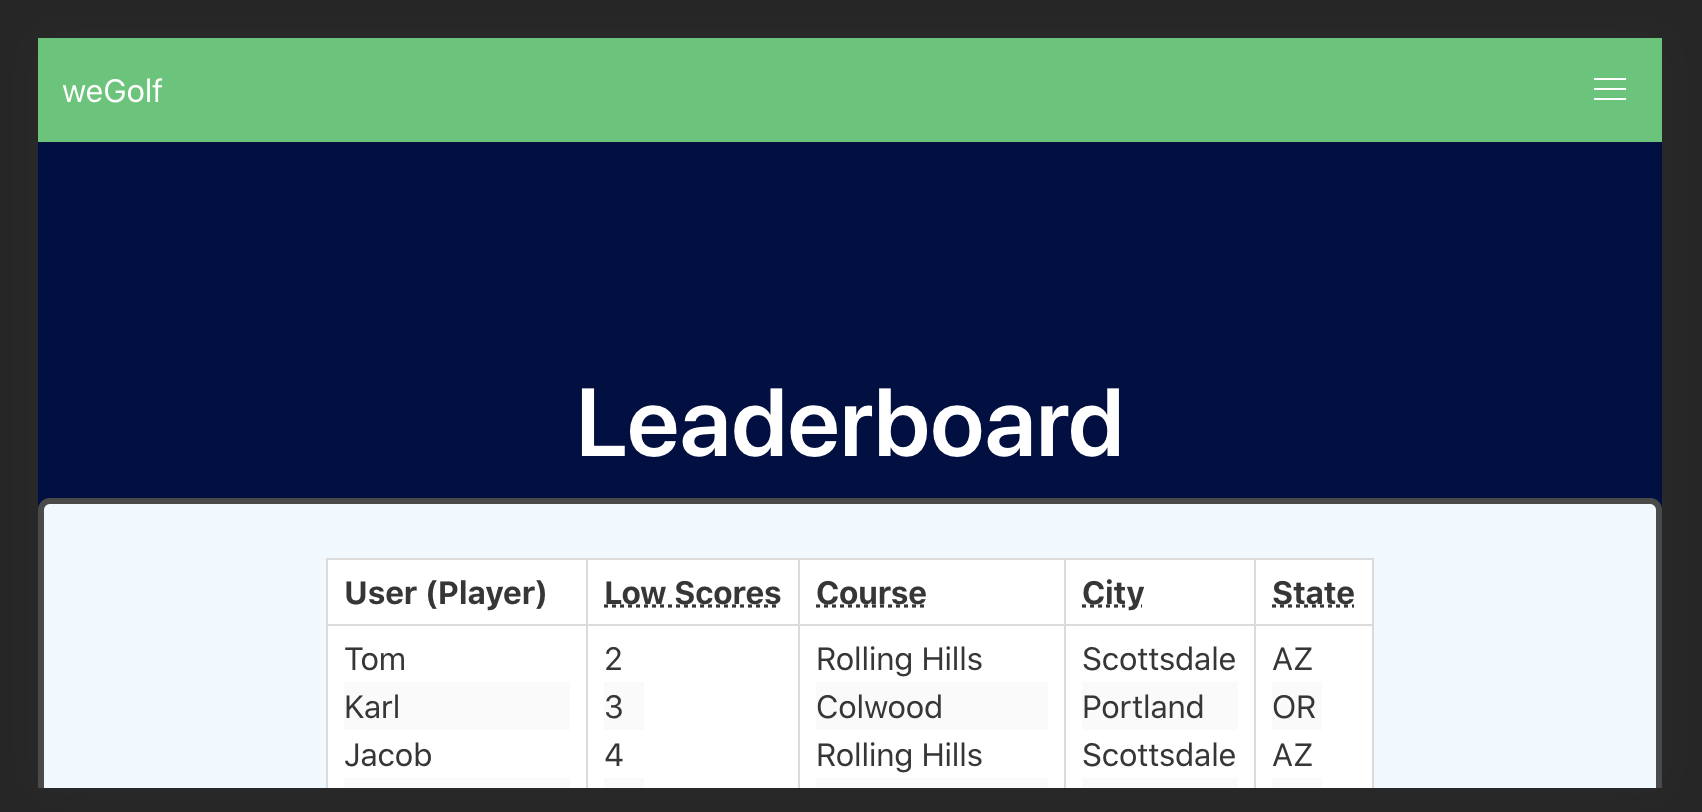 weGolf
Leaderboard
User (Player) Low Scores Course City State
Tom 2 Rolling Hills Scottsdale AZ
Karl 3 Colwood Portland OR
Jacob 4 Rolling Hills Scottsdale AZ